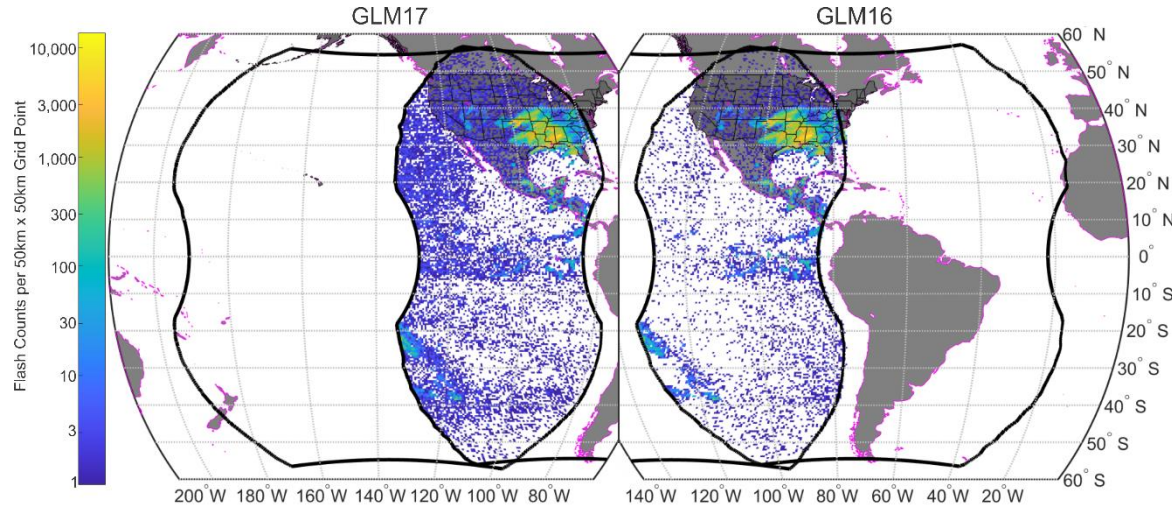 GLM17
GLM16
Flash Counts per 50km x 50km Grid Point
10,000
3,000
1,000
300
100
30
10
3
1
60 N
50° N
40° N
30° N
20° N
10° N
0°
10° S
20° S
30° S
40° S
50° S
60° S
200°W 180°W 160°W 140°W 120°W 100°W 80°W
140°W 120°W 100°W 80°W 60°W 40°W 20°W